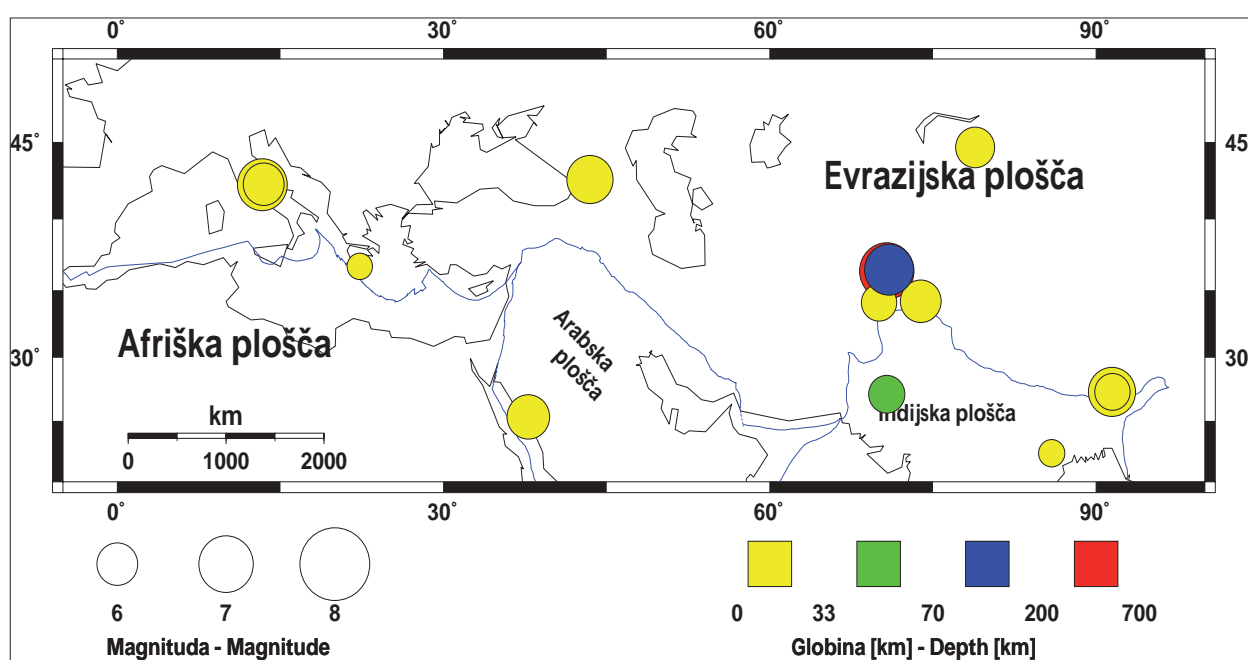 0° 30° 60° 90°
45 45
Evrazijska plošča
Afriška plošča
Arabska
plošča
30 30
Indijska plošča
km
0 1000 2000
0° 30° 60° 90°
6 7 8
0 33 70 200 700
Magnituda - Magnitude
Globina [km] - Depth [km]